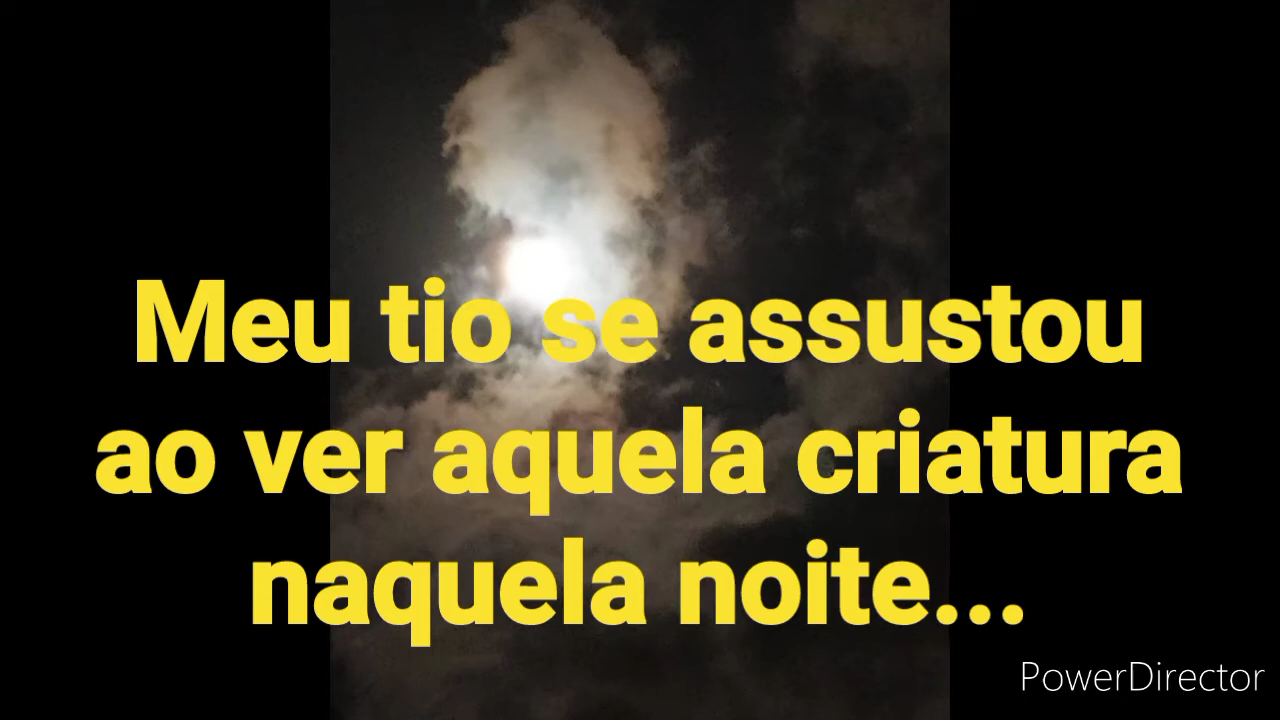 Meu tio se assustou
ao ver aquela criatura
naquela noite...
PowerDirector